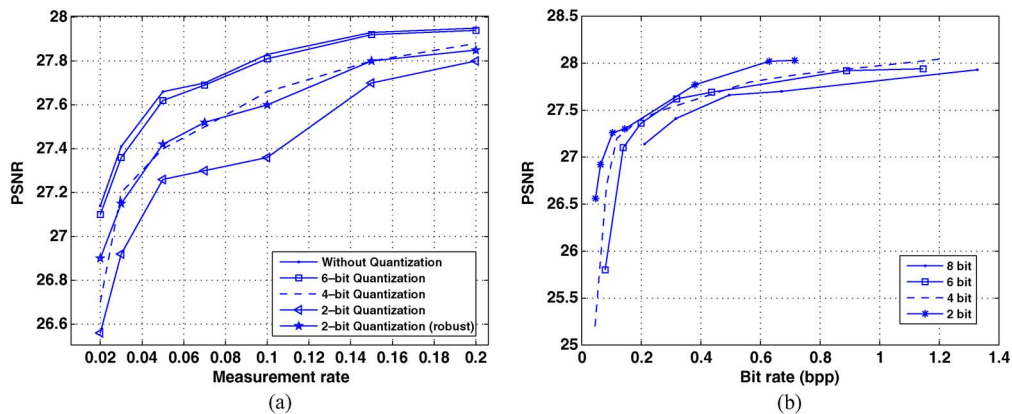 28
27.8
27.6
27.4
27.2
27
26.8
26.6
PSNR
0.02 0.04 0.06 0.08 0.1 0.12 0.14 0.16 0.18 0.2
Measurement rate
Without Quantization
6–bit Quantization
4–bit Quantization
2–bit Quantization
2–bit Quantization (robust)
(a)
28.5
28
27.5
27
26.5
26
25.5
25
PSNR
0 0.2 0.4 0.6 0.8 1 1.2 1.4
Bit rate (bpp)
8 bit
6 bit
4 bit
2 bit
(b)